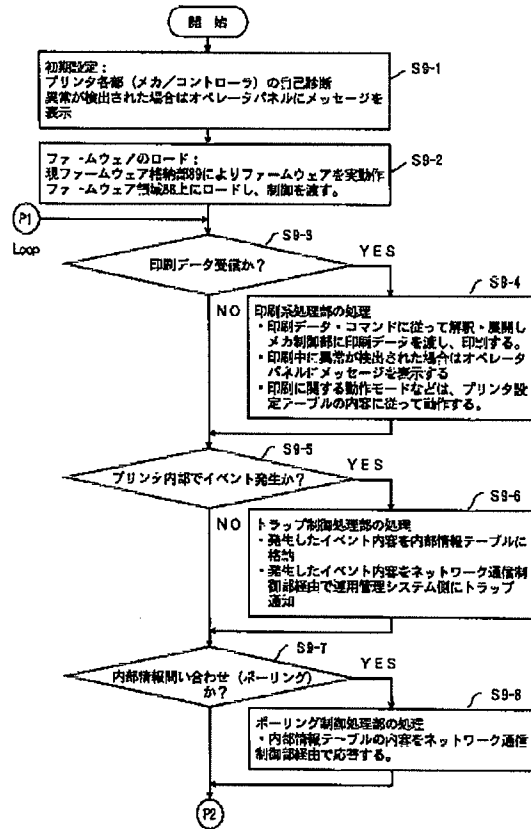 開 始
初期設定：
プリンタ各部（メカ／コントローラ）の自己診断
異常が検出された場合はオペレータパネルにメッセージを
表示
S9-1
ファームウェアのロード：
現ファームウェア格納部89によりファームウェアを実動作
ファームウェア領域88上にロードし、制御を渡す。
S9-2
P1
Loop
S9-3
印刷データ受信か？
YES
NO
S9-4
印刷系処理部の処理
・印刷データ・コマンドに従って解釈・展開し
メカ制御部に印刷データを渡し、印刷する。
・印刷中に異常が検出された場合はオペレータ
パネルにメッセージを表示する
・印刷に関する動作モードなどは、プリンタ設
定テーブルの内容に従って動作する。
S9-5
プリンタ内部でイベント発生か？
YES
NO
S9-6
トラップ制御処理部の処理
・発生したイベント内容を内部情報テーブルに
格納
・発生したイベント内容をネットワーク通信制
御部経由で運用管理システム側にトラップ
通知
S9-7
内部情報問い合わせ（ポーリング）
か？
YES
NO
S9-8
ポーリング制御処理部の処理
・内部情報テーブルの内容をネットワーク通信
制御部経由で応答する。
P2